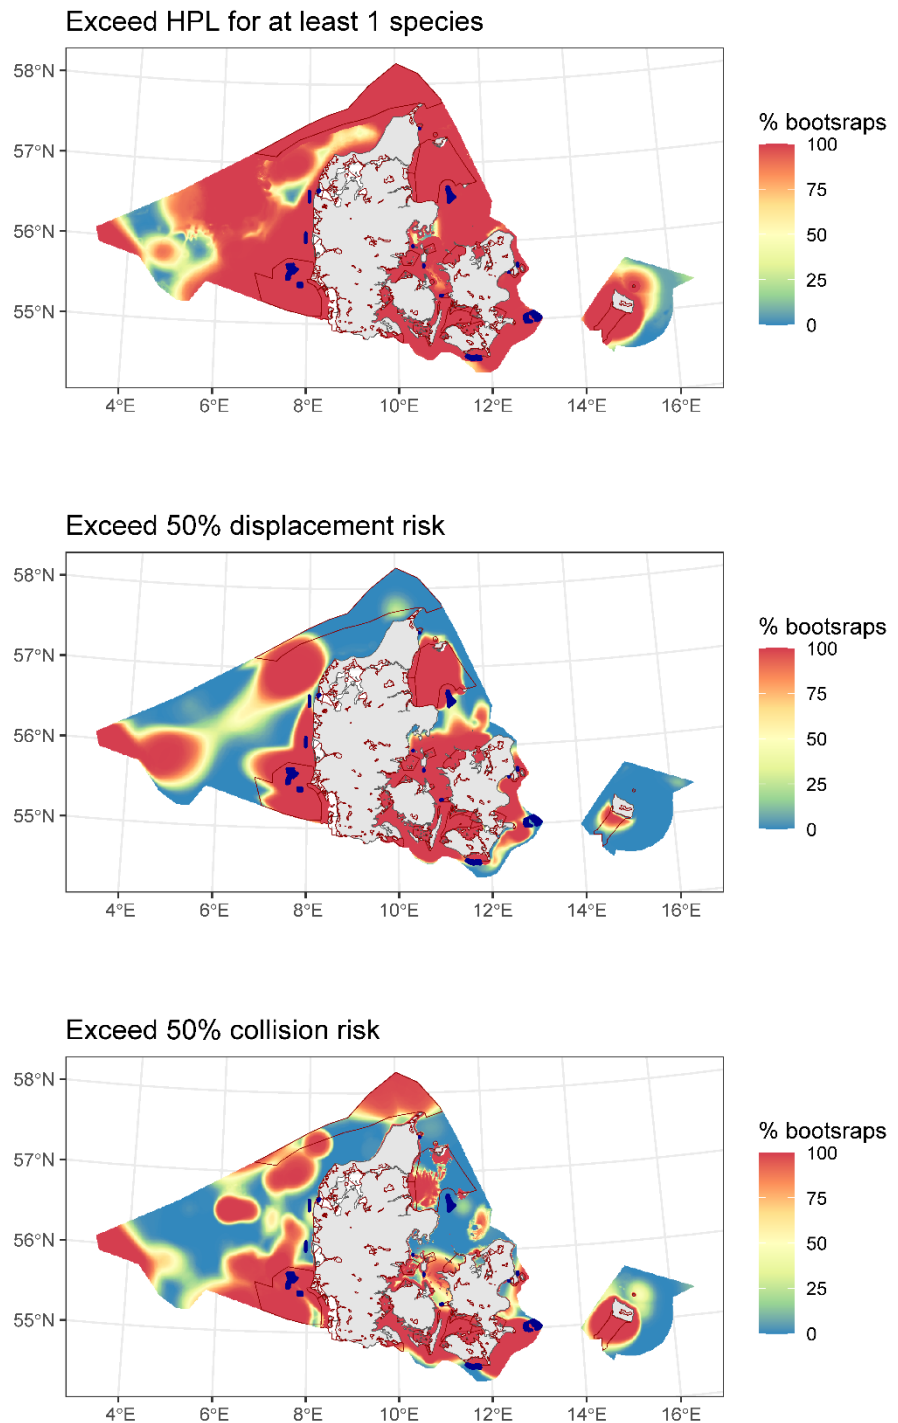 Exceed HPL for at least 1 species
58°N
57°N
56°N
55°N
4°E 6°E 8°E 10°E 12°E 14°E 16°E
% bootsraps
100
75
50
25
0
Exceed 50% displacement risk
58°N
57°N
56°N
55°N
4°E 6°E 8°E 10°E 12°E 14°E 16°E
% bootsraps
100
75
50
25
0
Exceed 50% collision risk
58°N
57°N
56°N
55°N
4°E 6°E 8°E 10°E 12°E 14°E 16°E
% bootsraps
100
75
50
25
0